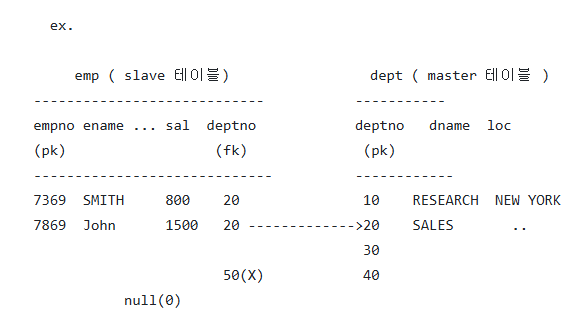 ex.
emp ( slave 테이블) dept ( master 테이블 )
---------------------------- -----------
empno ename ... sal deptno deptno dname loc
(pk) (fk) (pk)
----------------------------- ------------
7369 SMITH 800 20 10 RESEARCH NEW YORK
7869 John 1500 20 ------------->20 SALES ..
30
50(X) 40
null(0)